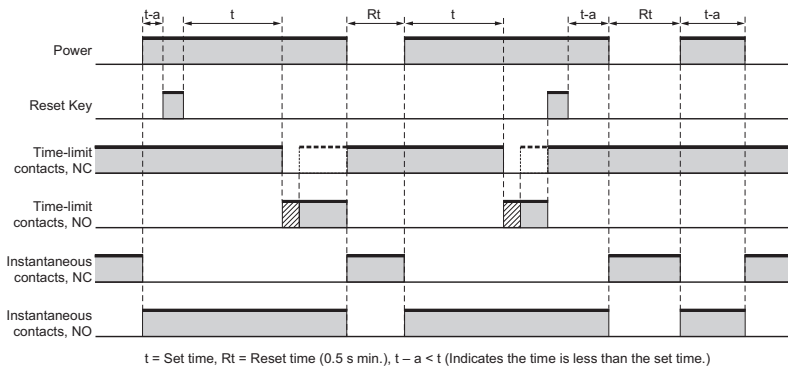 t-a t Rt t t-a Rt t-a
Power
Reset Key
Time-limit
contacts, NC
Time-limit
contacts, NO
Instantaneous
contacts, NC
Instantaneous
contacts, NO
t = Set time, Rt = Reset time (0.5 s min.), t – a < t (Indicates the time is less than the set time.)